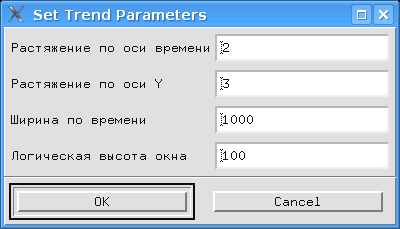 Set Trend Parameters
Растяжение по оси времени 2
Растяжение по оси Y 3
Ширина по времени 1000
Логическая высота окна 100
OK Cancel